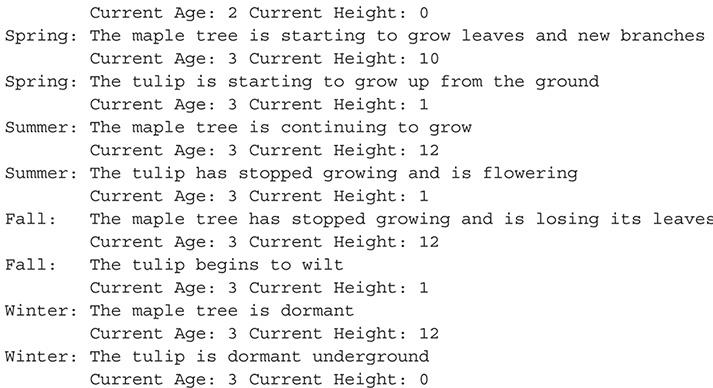 Current Age: 2 Current Height: 0
Spring: The maple tree is starting to grow leaves and new branches
Current Age: 3 Current Height: 10
Spring: The tulip is starting to grow up from the ground
Current Age: 3 Current Height: 1
Summer: The maple tree is continuing to grow
Current Age: 3 Current Height: 12
Summer: The tulip has stopped growing and is flowering
Current Age: 3 Current Height: 1
Fall: The maple tree has stopped growing and is losing its leaves
Current Age: 3 Current Height: 12
Fall: The tulip begins to wilt
Current Age: 3 Current Height: 1
Winter: The maple tree is dormant
Current Age: 3 Current Height: 12
Winter: The tulip is dormant underground
Current Age: 3 Current Height: 0